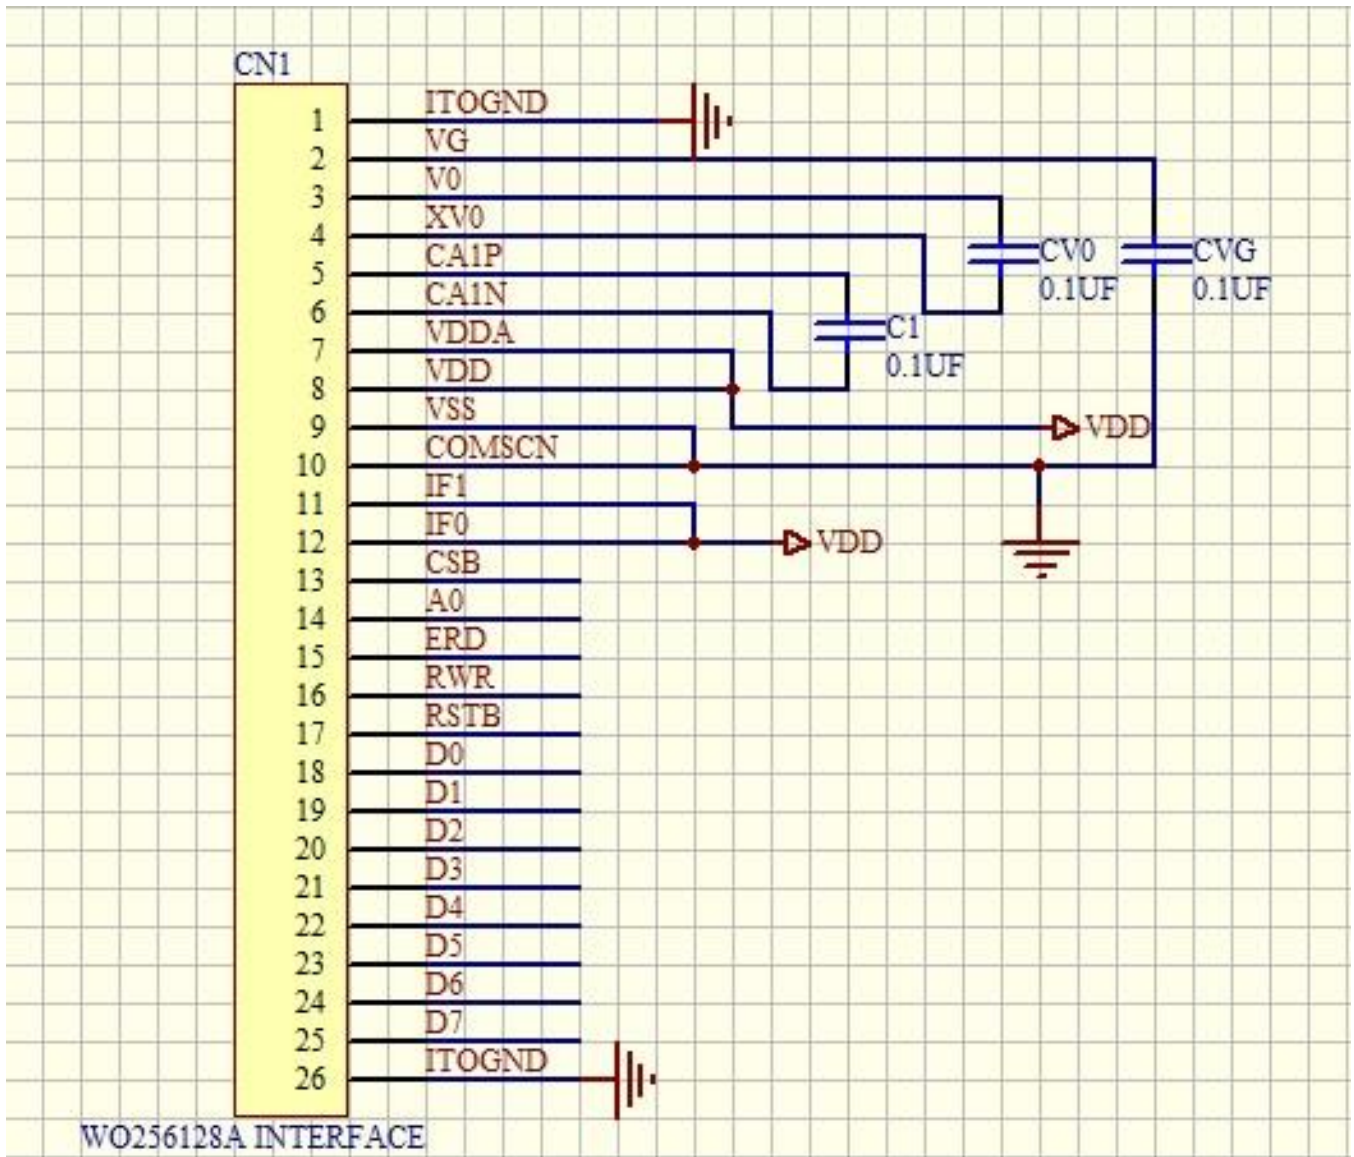 CN1
1 ITOGND
2 VG
3 V0
4 XV0
5 CA1P
CV0 CVG
0.1UF 0.1UF
6 CA1N
C1
0.1UF
7 VDDA
8 VDD
9 VSS
VDD
10 COMSCN
11 IF1
12 IF0
VDD
13 CSB
14 A0
15 ERD
16 RWR
17 RSTB
18 D0
19 D1
20 D2
21 D3
22 D4
23 D5
24 D6
25 D7
26 ITOGND
WO256128A INTERFACE